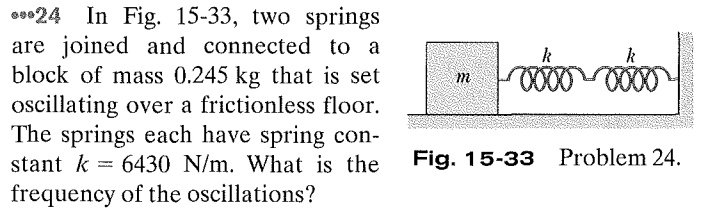 •••24 In Fig. 15-33, two springs
are joined and connected to a
block of mass 0.245 kg that is set
oscillating over a frictionless floor.
The springs each have spring con-
stant k = 6430 N/m. What is the
frequency of the oscillations?
k k
m
Fig. 15-33 Problem 24.